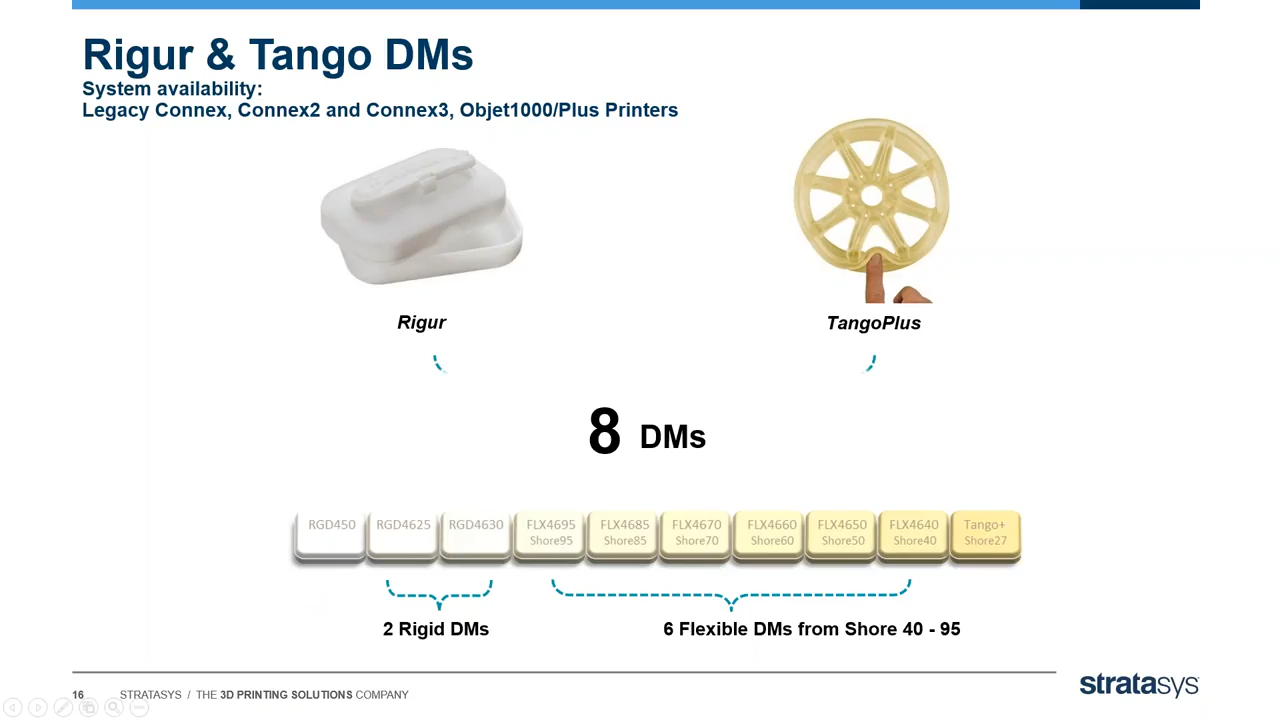 Rigur & Tango DMs
System availability:
Legacy Connex, Connex2 and Connex3, Objet1000/Plus Printers
Rigur
TangoPlus
8 DMs
RGD450
RGD4625
RGD4630
FLX4695
Shore95
FLX4685
Shore85
FLX4670
Shore70
FLX4660
Shore60
FLX4650
Shore50
FLX4640
Shore40
Tango+
Shore27
2 Rigid DMs
6 Flexible DMs from Shore 40 - 95
16
STRATASYS / THE 3D PRINTING SOLUTIONS COMPANY
stratasys